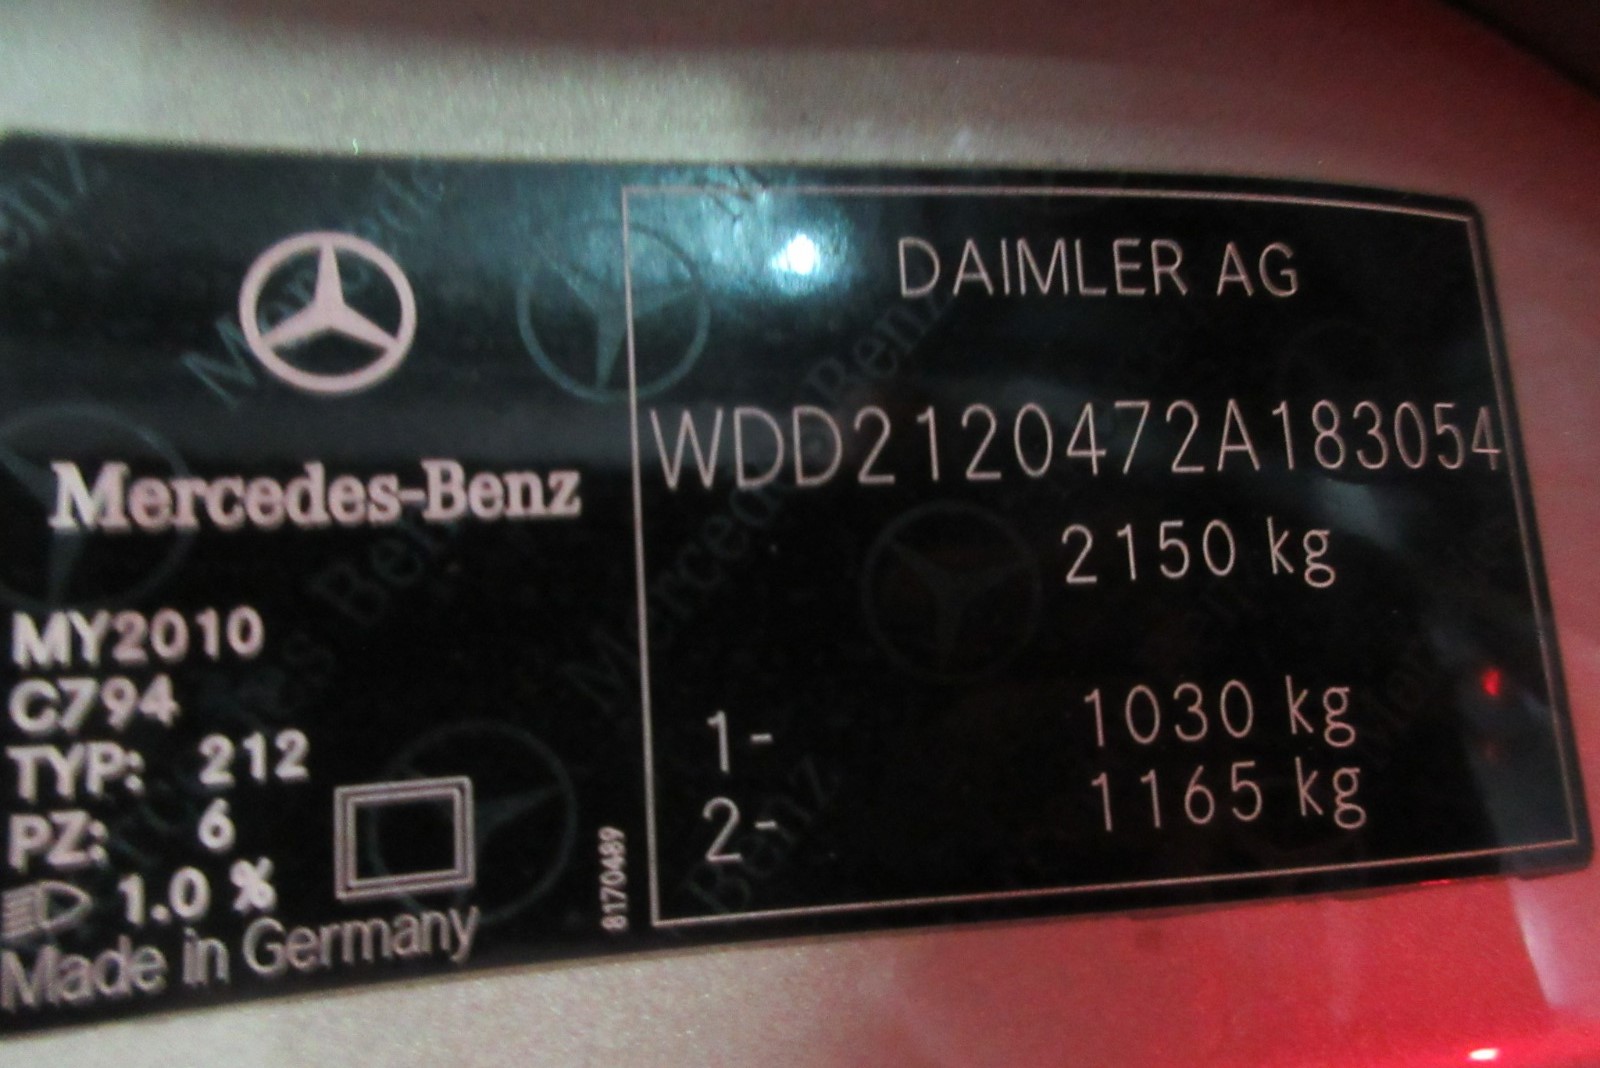 Mercedes-Benz
MY2010
C794
TYP: 212
PZ: 6
1.0 %
Made in Germany
8170489
DAIMLER AG
WDD2120472A183054
2150 kg
1- 1030 kg
2- 1165 kg